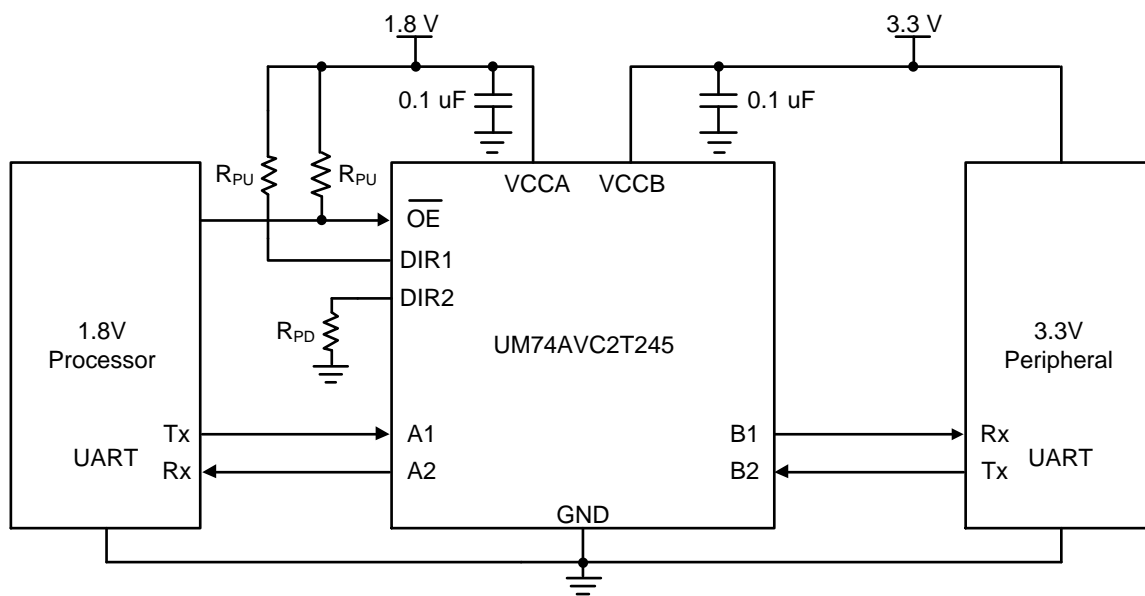 1.8 V
3.3 V
0.1 uF
0.1 uF
RPU
RPU
VCCA
VCCB
OE
DIR1
DIR2
RPD
1.8V
Processor
UM74AVC2T245
3.3V
Peripheral
Tx
A1
B1
Rx
UART
UART
Rx
A2
B2
Tx
GND